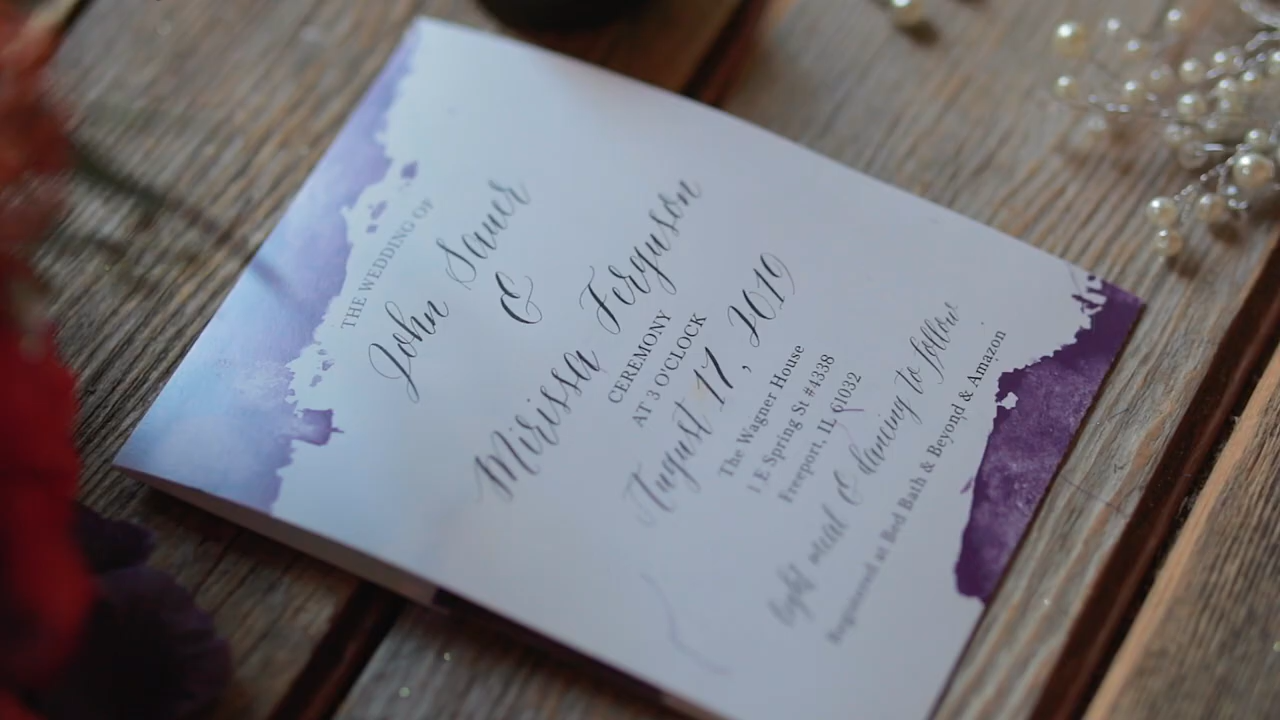 THE WEDDING OF
John Sauer
&
Mirissa Ferguson
CEREMONY
AT 3 O'CLOCK
August 17, 2019
The Wagner House
1 E Spring St #4338
Freeport, IL 61032
light meal & dancing to follow
Registered at Bed Bath & Beyond & Amazon